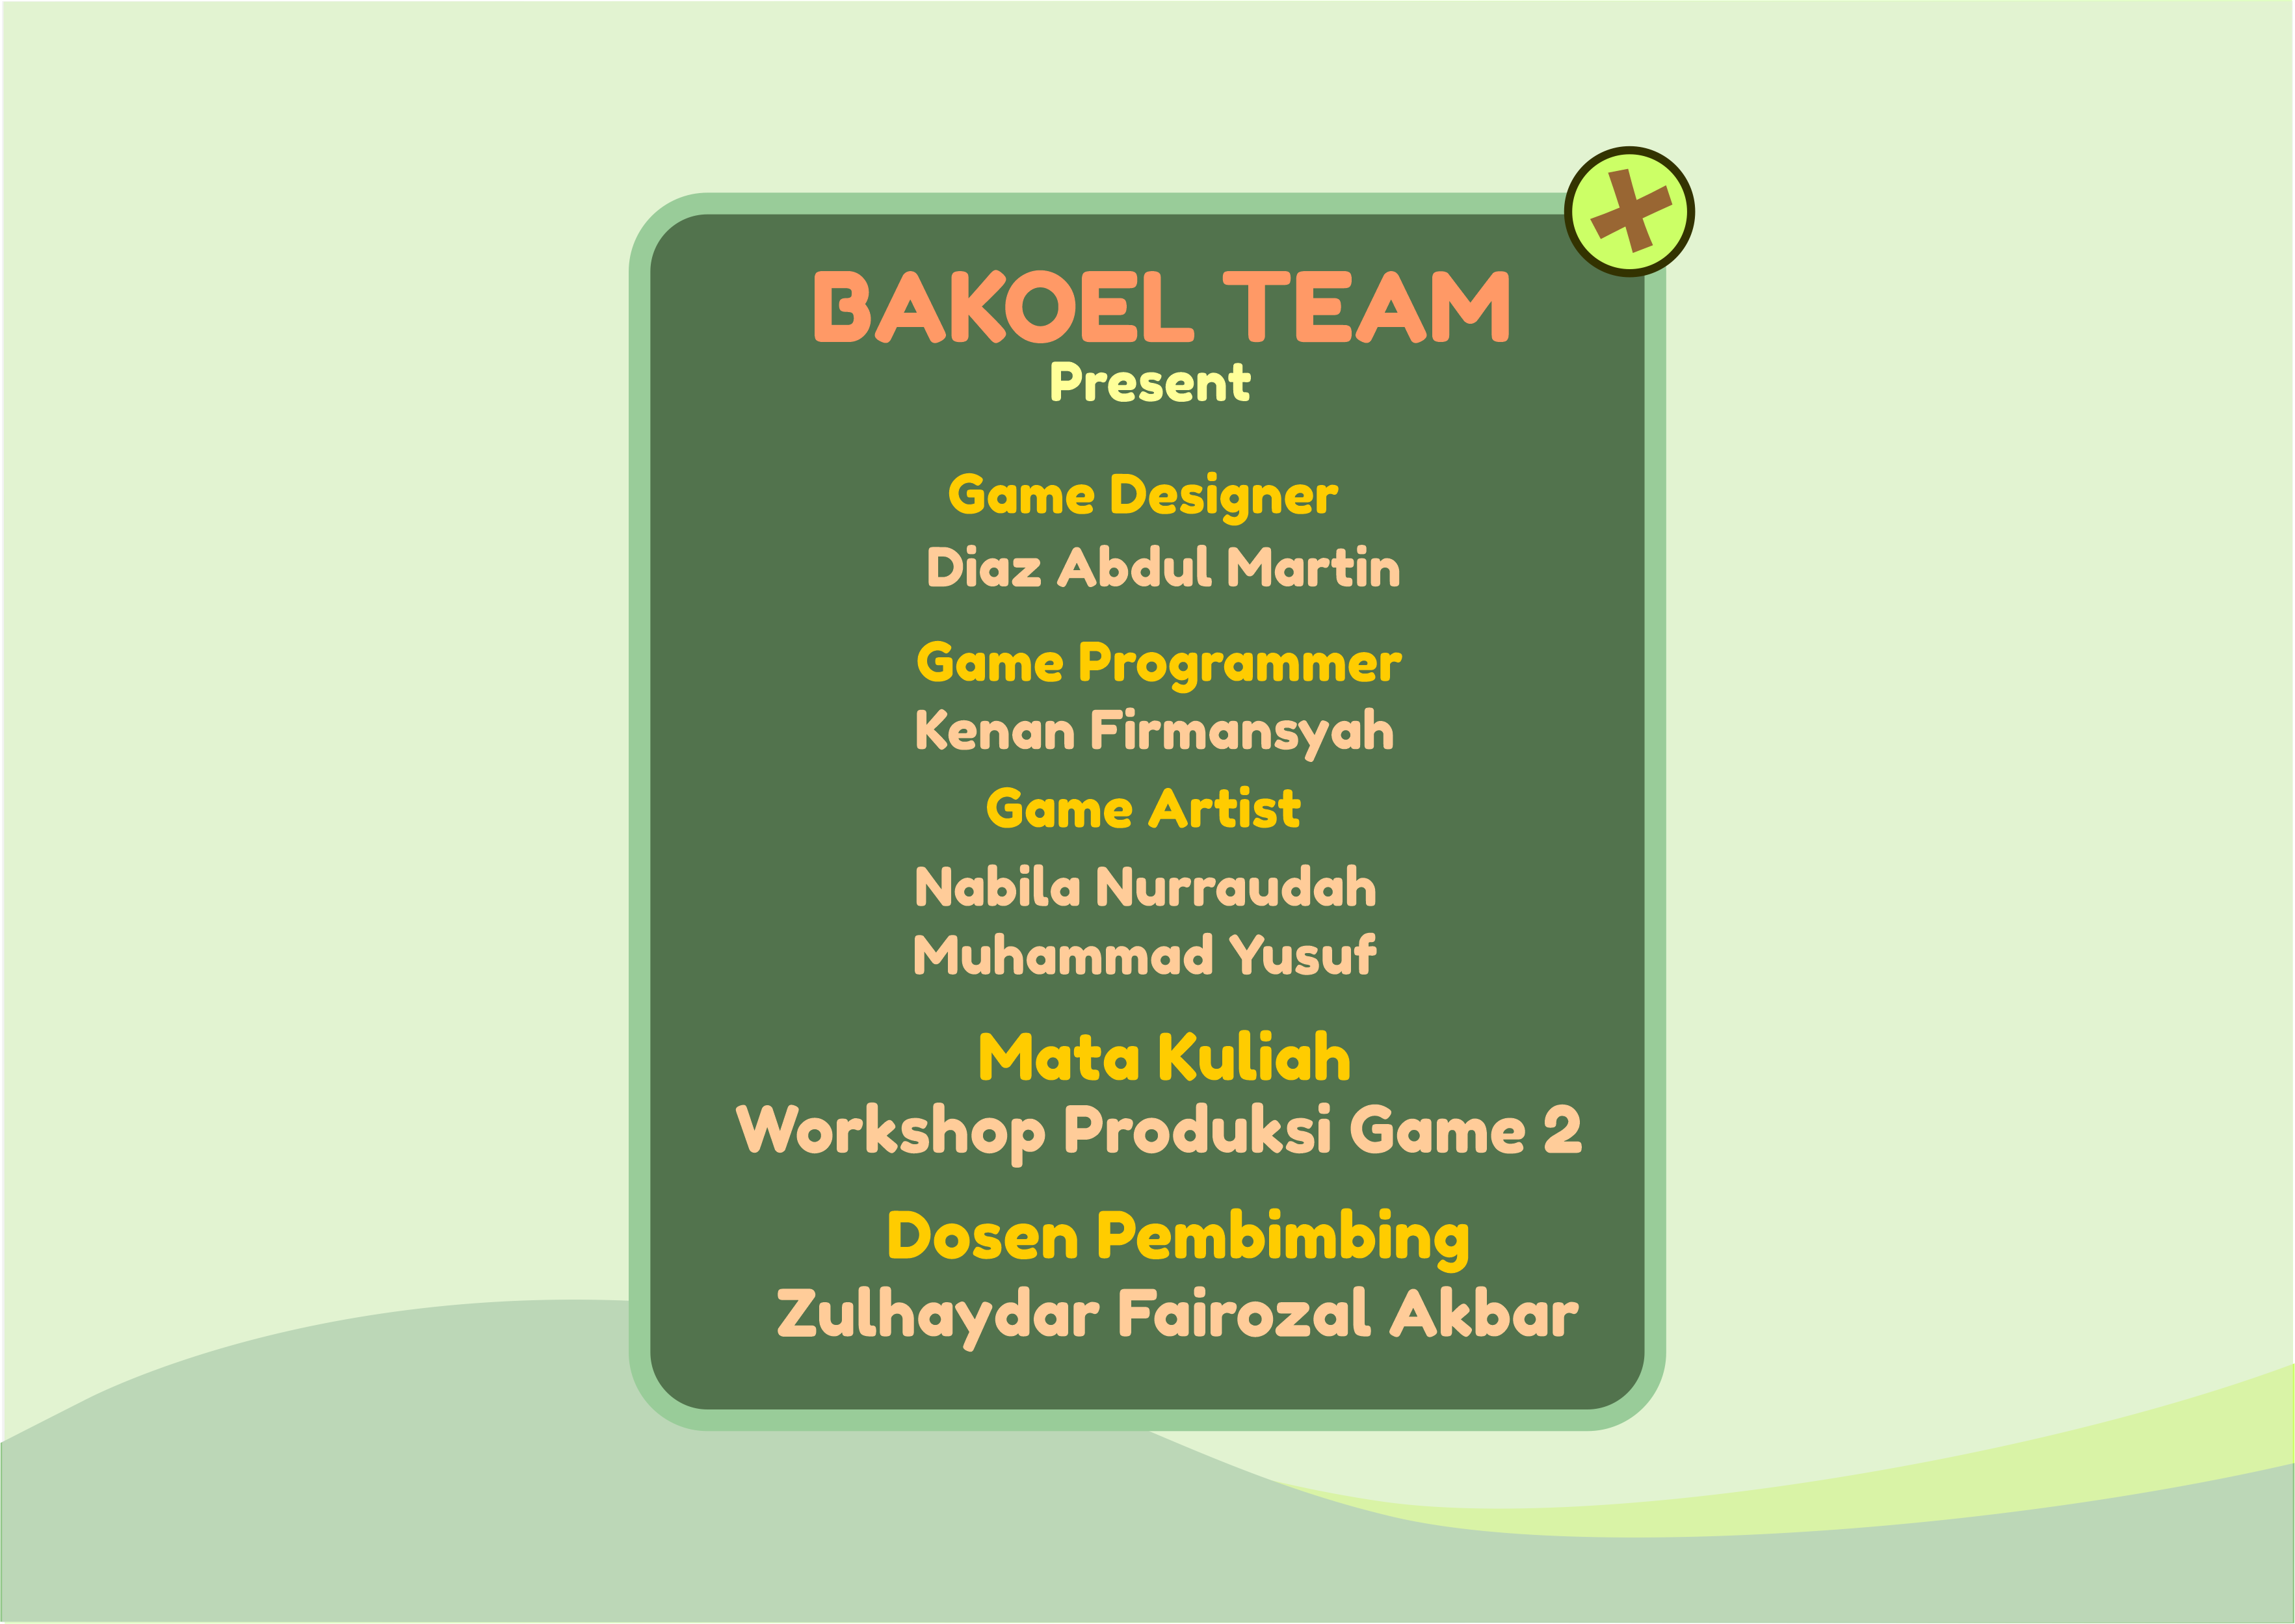 BAKOEL TEAM
Present
Game Designer
Diaz Abdul Martin
Game Programner
Kenan Firmansyah
Game Artist
Nabila Nurraudah
Muhammad Yusuf
Mata Kuliah
Workshop Produksi Game 2
Dosen Pembimbing
Zulhaydar Fairozal Akbar